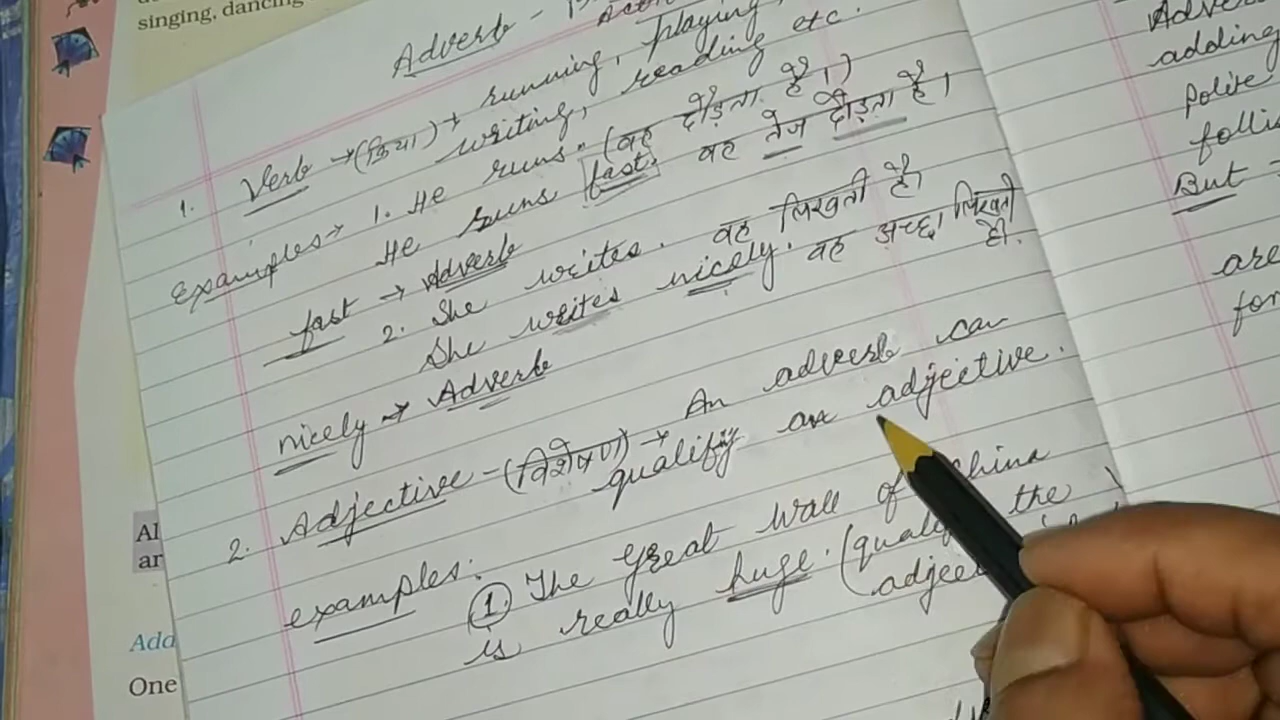 singing, dancing
Adverb -
1. Verb → (क्रिया) → running, playing,
writing, reading etc.
Examples → 1. He runs. (वह दौड़ता है।)
He runs fast. वह तेज दौड़ता है।
fast → Adverb
2. She writes. वह लिखती है।
She writes nicely. वह अच्छा लिखती
है।
nicely → Adverb
2. Adjective - (विशेषण) → An adverb can
qualify an adjective.
examples:
① The great wall of china
is really huge. (qualify the
Adve
adding
Polite
But
are
for
Al
ar
Add
One